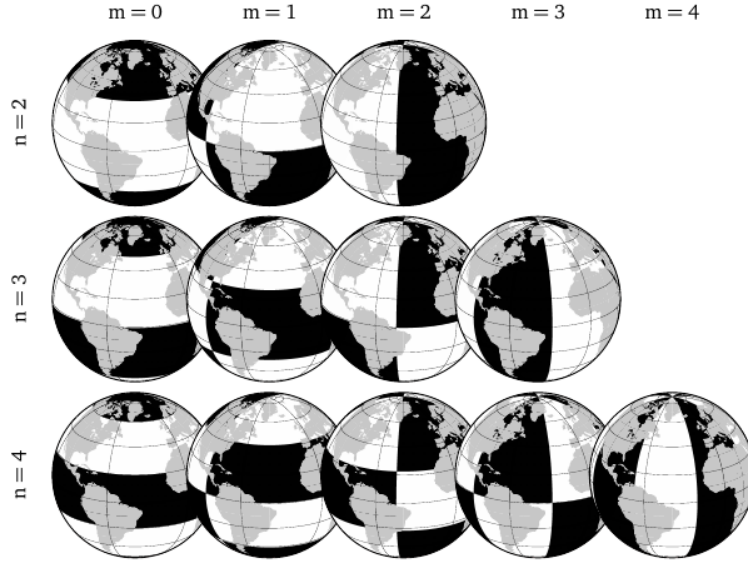 m = 0 m = 1 m = 2 m = 3 m = 4
n = 2
n = 3
n = 4